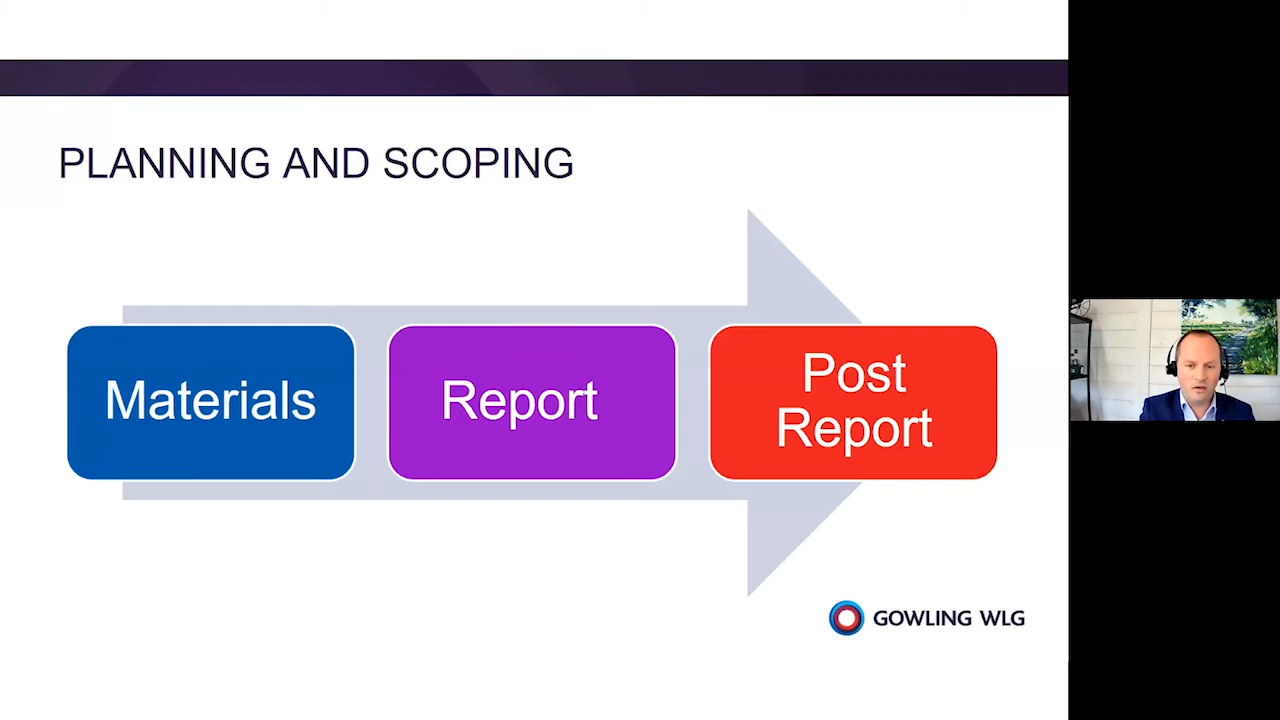 PLANNING AND SCOPING
Materials
Report
Post
Report
GOWLING WLG